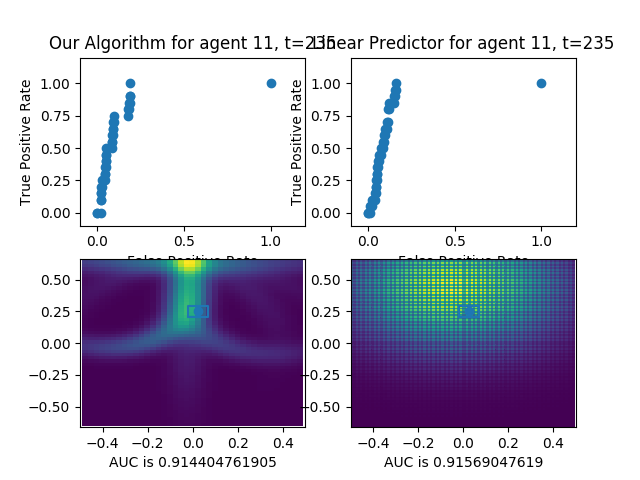 Our Algorithm for agent 11, t=235
Linear Predictor for agent 11, t=235
True Positive Rate
1.00
0.75
0.50
0.25
0.00
0.0 0.5 1.0
False Positive Rate
True Positive Rate
1.00
0.75
0.50
0.25
0.00
0.0 0.5 1.0
False Positive Rate
0.50
0.25
0.00
−0.25
−0.50
−0.4 −0.2 0.0 0.2 0.4
AUC is 0.914404761905
0.50
0.25
0.00
−0.25
−0.50
−0.4 −0.2 0.0 0.2 0.4
AUC is 0.91569047619